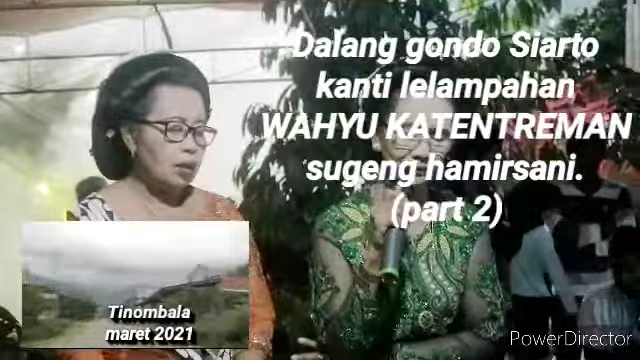 Dalang gondo Siarto
kanti lelampahan
WAHYU KATENTREMAN
sugeng hamirsani.
(part 2)
Tinombala
maret 2021
PowerDirector